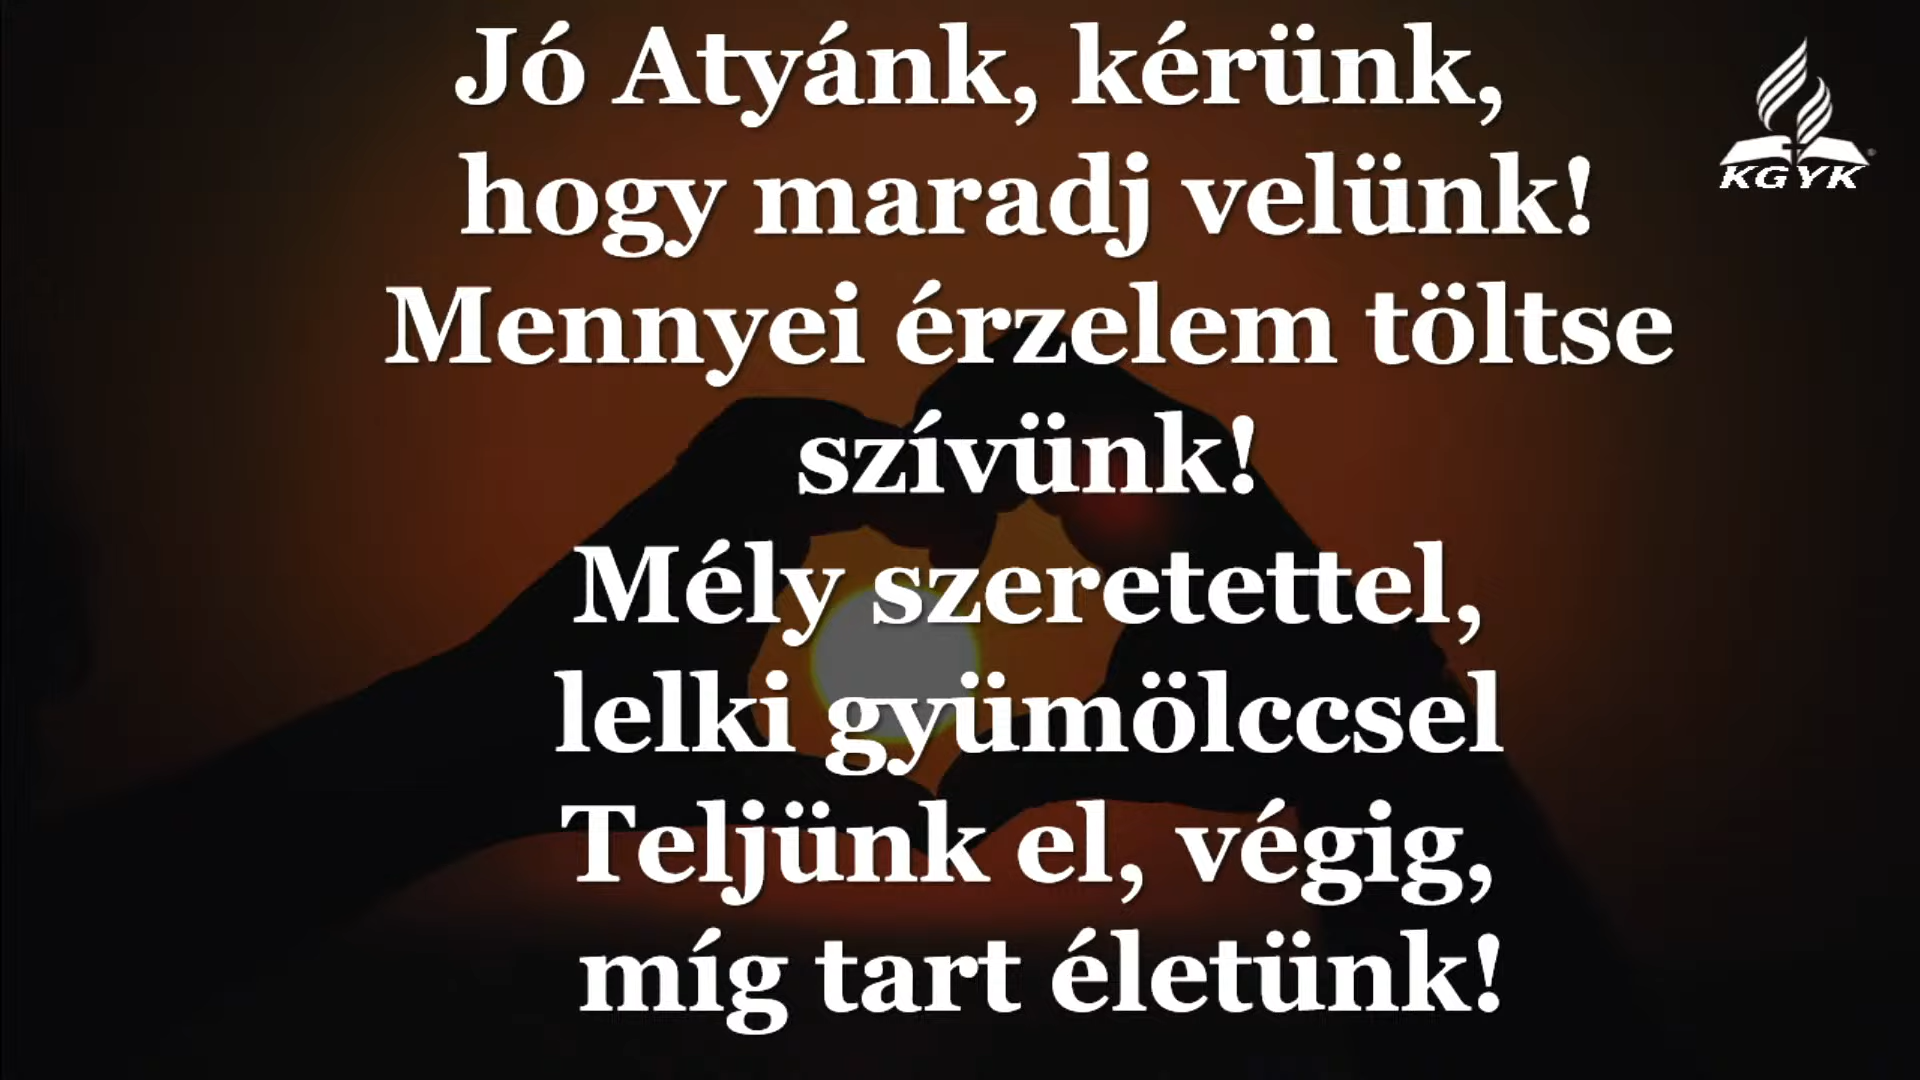 Jó Atyánk, kérünk,
hogy maradj velünk!
Mennyei érzelem töltse
szívünk!
Mély szeretettel,
lelki gyümölccsel
Teljünk el, végig,
míg tart életünk!
KGYK